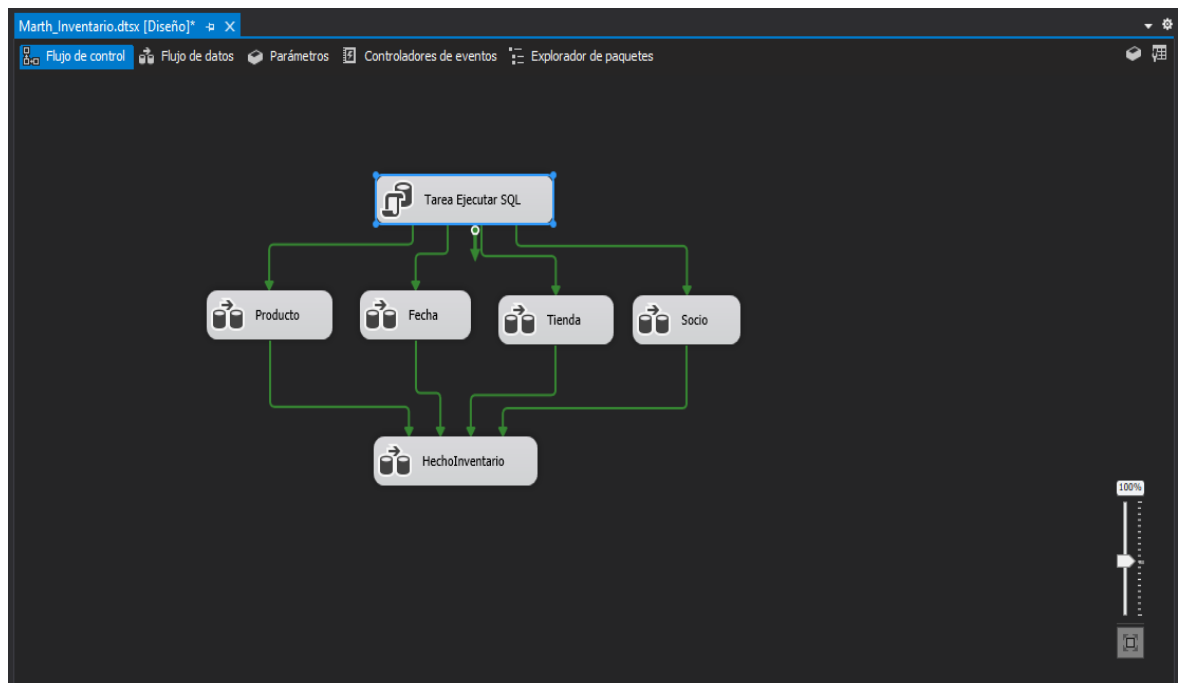 Marth_Inventario.dtsx [Diseño]*
Flujo de control Flujo de datos Parámetros Controladores de eventos Explorador de paquetes
Tarea Ejecutar SQL
Producto Fecha Tienda Socio
HechoInventario
100%